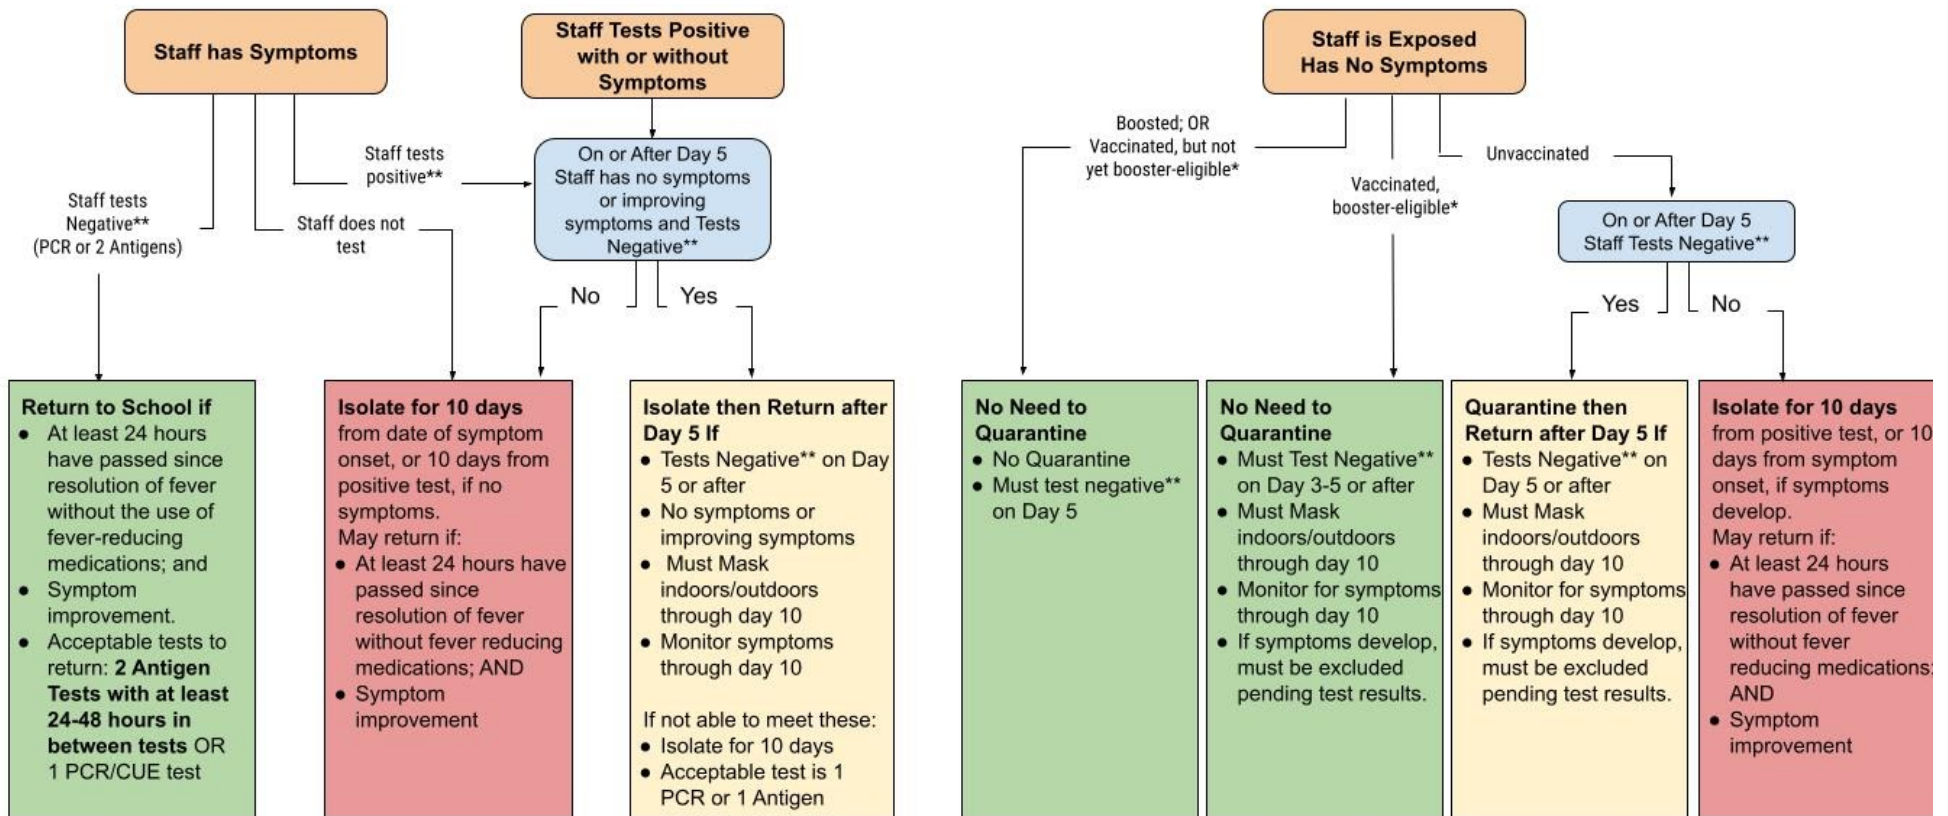 Staff has Symptoms
Staff Tests Positive
with or without
Symptoms
Staff is Exposed
Has No Symptoms
Staff tests
Negative**
(PCR or 2 Antigens)
Staff does not
test
Staff tests
positive**
On or After Day 5
Staff has no symptoms
or improving
symptoms and Tests
Negative**
No
Yes
Boosted; OR
Vaccinated, but not
yet booster-eligible*
Vaccinated,
booster-eligible*
Unvaccinated
On or After Day 5
Staff Tests Negative**
Yes
No
Return to School if
● At least 24 hours
have passed since
resolution of fever
without the use of
fever-reducing
medications; and
● Symptom
improvement.
● Acceptable tests to
return: 2 Antigen
Tests with at least
24-48 hours in
between tests OR
1 PCR/CUE test
Isolate for 10 days
from date of symptom
onset, or 10 days from
positive test, if no
symptoms.
May return if:
● At least 24 hours have
passed since
resolution of fever
without fever reducing
medications; AND
● Symptom
improvement
Isolate then Return after
Day 5 If
● Tests Negative** on Day
5 or after
● No symptoms or
improving symptoms
● Must Mask
indoors/outdoors
through day 10
● Monitor symptoms
through day 10
If not able to meet these:
● Isolate for 10 days
● Acceptable test is 1
PCR or 1 Antigen
No Need to
Quarantine
● No Quarantine
● Must test negative**
on Day 5
No Need to
Quarantine
● Must Test Negative**
on Day 3-5 or after
● Must Mask
indoors/outdoors
through day 10
● Monitor for symptoms
through day 10
● If symptoms develop,
must be excluded
pending test results.
Quarantine then
Return after Day 5 If
● Tests Negative** on
Day 5 or after
● Must Mask
indoors/outdoors
through day 10
● Monitor for symptoms
through day 10
● If symptoms develop,
must be excluded
pending test results.
Isolate for 10 days
from positive test, or 10
days from symptom
onset, if symptoms
develop.
May return if:
● At least 24 hours
have passed since
resolution of fever
without fever
reducing medications;
AND
● Symptom
improvement